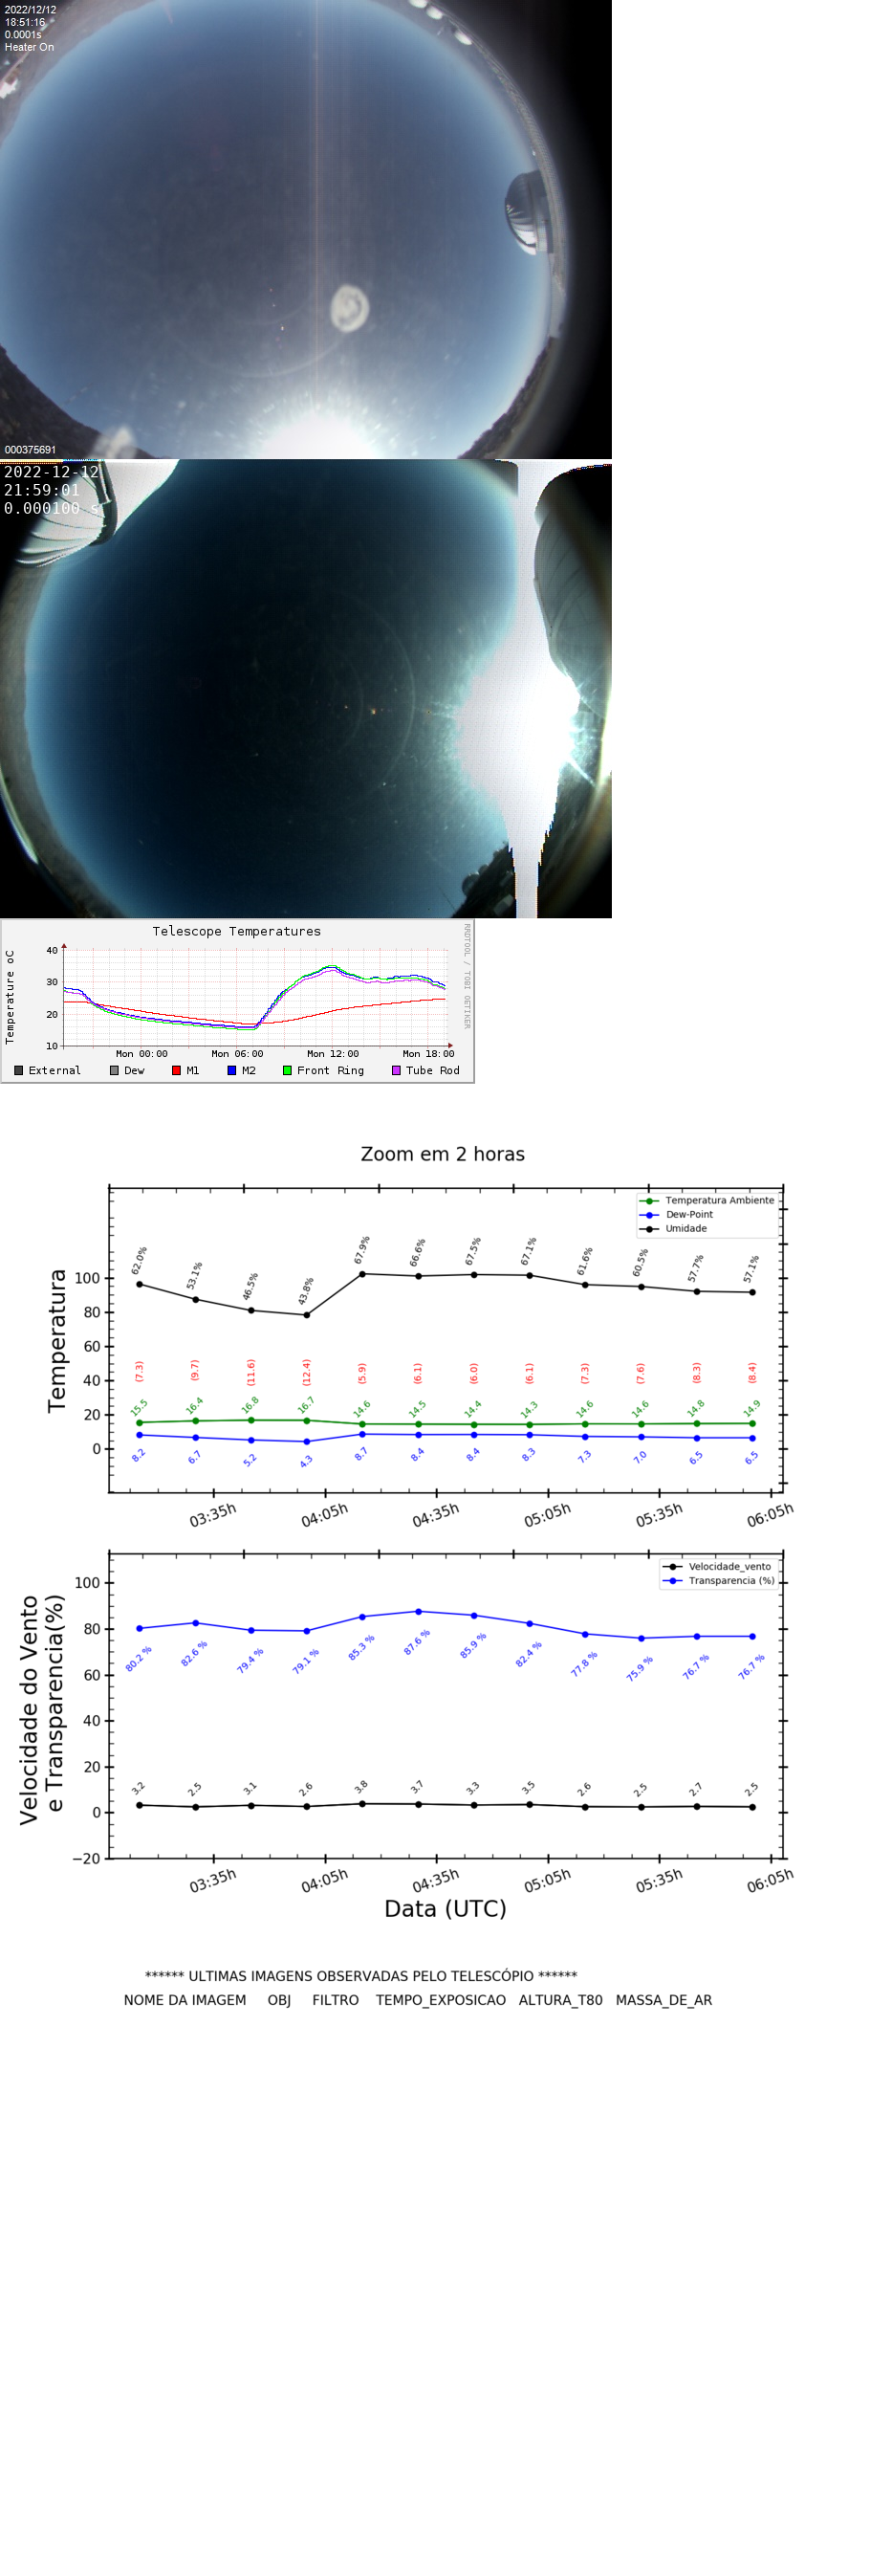 2022/12/12
18:51:16
0.0001s
Heater On
000375691
2022-12-12
21:59:01
0.000100 s
Telescope Temperatures
RRDTOOL / TOBI OETIKER
Temperature oC
40
30
20
10
Mon 00:00 Mon 06:00 Mon 12:00 Mon 18:00
External Dew M1 M2 Front Ring Tube Rod
Zoom em 2 horas
Temperatura Ambiente
Dew-Point
Umidade
Temperatura
100
80
60
40
20
0
62.0% 53.1% 46.5% 43.8% 67.9% 66.6% 67.5% 67.1% 61.6% 60.5% 57.7% 57.1%
(7.3) (9.7) (11.6) (12.4) (5.9) (6.1) (6.0) (6.1) (7.3) (7.6) (8.3) (8.4)
15.5 16.4 16.8 16.7 14.6 14.5 14.4 14.3 14.6 14.6 14.8 14.9
8.2 6.7 5.2 4.3 8.7 8.4 8.4 8.3 7.3 7.0 6.5 6.5
03:35h 04:05h 04:35h 05:05h 05:35h 06:05h
Velocidade_vento
Transparencia (%)
Velocidade do Vento
e Transparencia(%)
100
80
60
40
20
0
−20
80.2 % 82.6 % 79.4 % 79.1 % 85.3 % 87.6 % 85.9 % 82.4 % 77.8 % 75.9 % 76.7 % 76.7 %
3.2 2.5 3.1 2.6 3.8 3.7 3.3 3.5 2.6 2.5 2.7 2.5
03:35h 04:05h 04:35h 05:05h 05:35h 06:05h
Data (UTC)
****** ULTIMAS IMAGENS OBSERVADAS PELO TELESCÓPIO ******
NOME DA IMAGEM OBJ FILTRO TEMPO_EXPOSICAO ALTURA_T80 MASSA_DE_AR